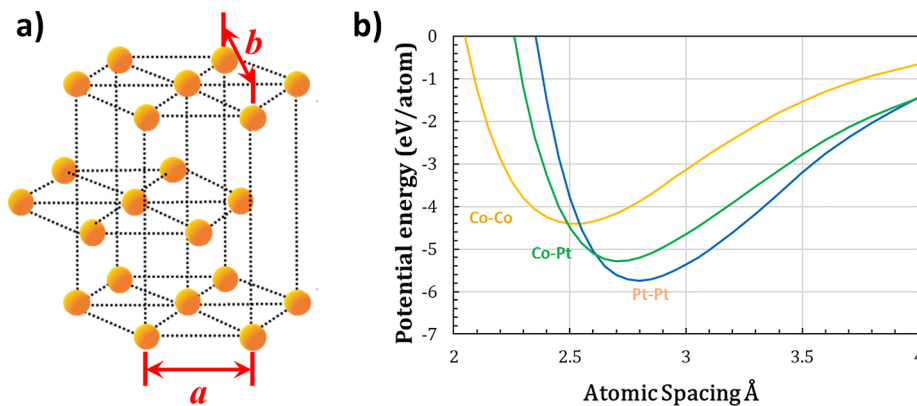 a)
b
a
b)
Potential energy (eV/atom)
0
-1
-2
-3
-4
-5
-6
-7
Co-Co
Co-Pt
Pt-Pt
2
2.5
3
3.5
4
Atomic Spacing Å